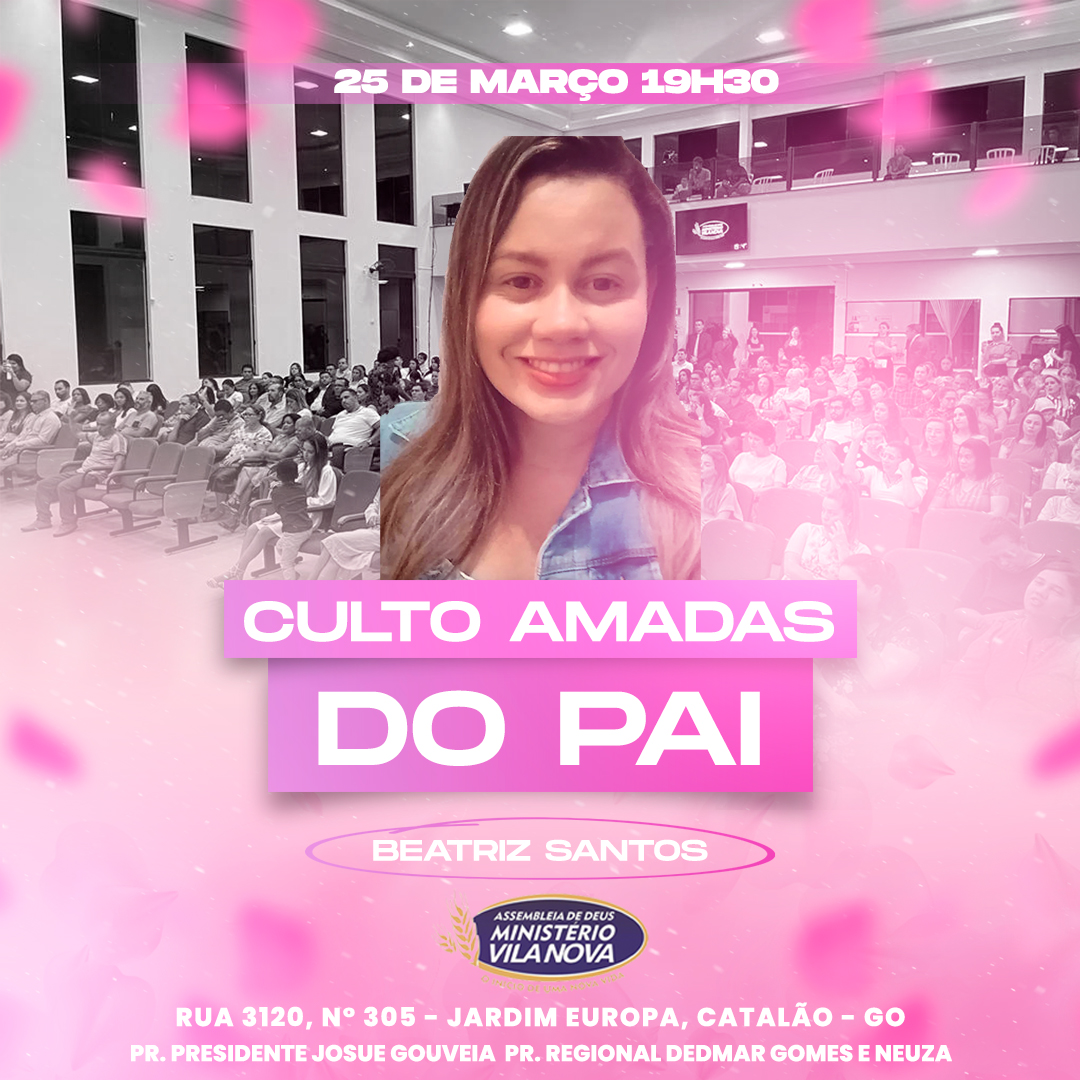 25 DE MARÇO 19H30
CULTO AMADAS
DO PAI
BEATRIZ SANTOS
ASSEMBLEIA DE DEUS
MINISTÉRIO
VILA NOVA
RUA 3120, Nº 305 - JARDIM EUROPA, CATALÃO - GO
PR. PRESIDENTE JOSUE GOUVEIA PR. REGIONAL DEDMAR GOMES E NEUZA